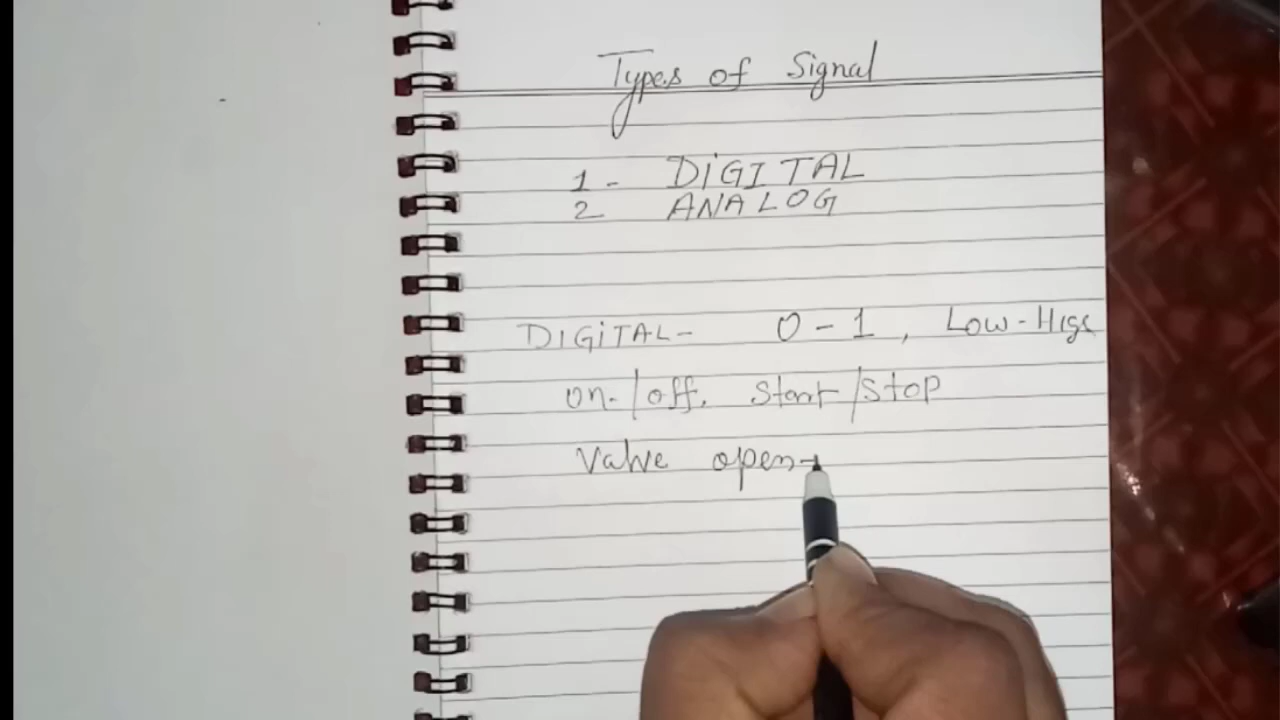 Types of Signal
1 - DiGITAL
2 ANALOG
DIGiTAL - 0 - 1 , Low - High
on-/off. Start/Stop
Valve open-